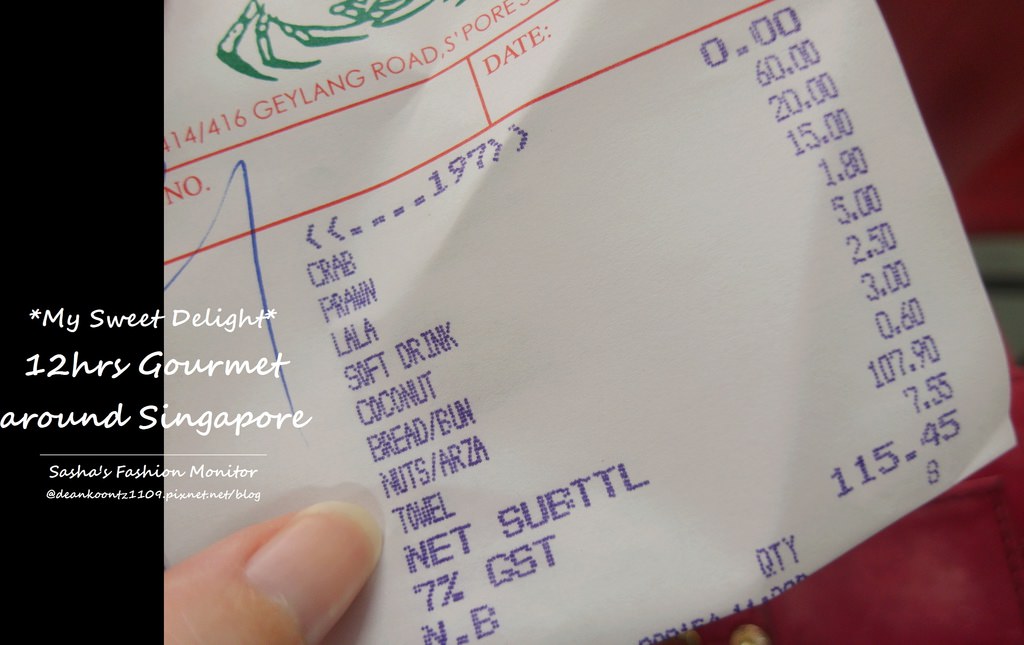 414/416 GEYLANG ROAD, S'PORE
DATE:
NO.
<<....197>> 0.00
CRAB 60.00
PRAWN 20.00
LALA 15.00
SOFT DRINK 1.80
COCONUT 5.00
BREAD/BUN 2.50
NUTS/ARZA 3.00
TOWEL 0.60
NET SUBTTL 107.90
7% GST 7.55
N.B 115.45
8
QTY
*My Sweet Delight*
12hrs Gourmet
around Singapore
Sasha's Fashion Monitor
@deankoontz1109.pixnet.net/blog